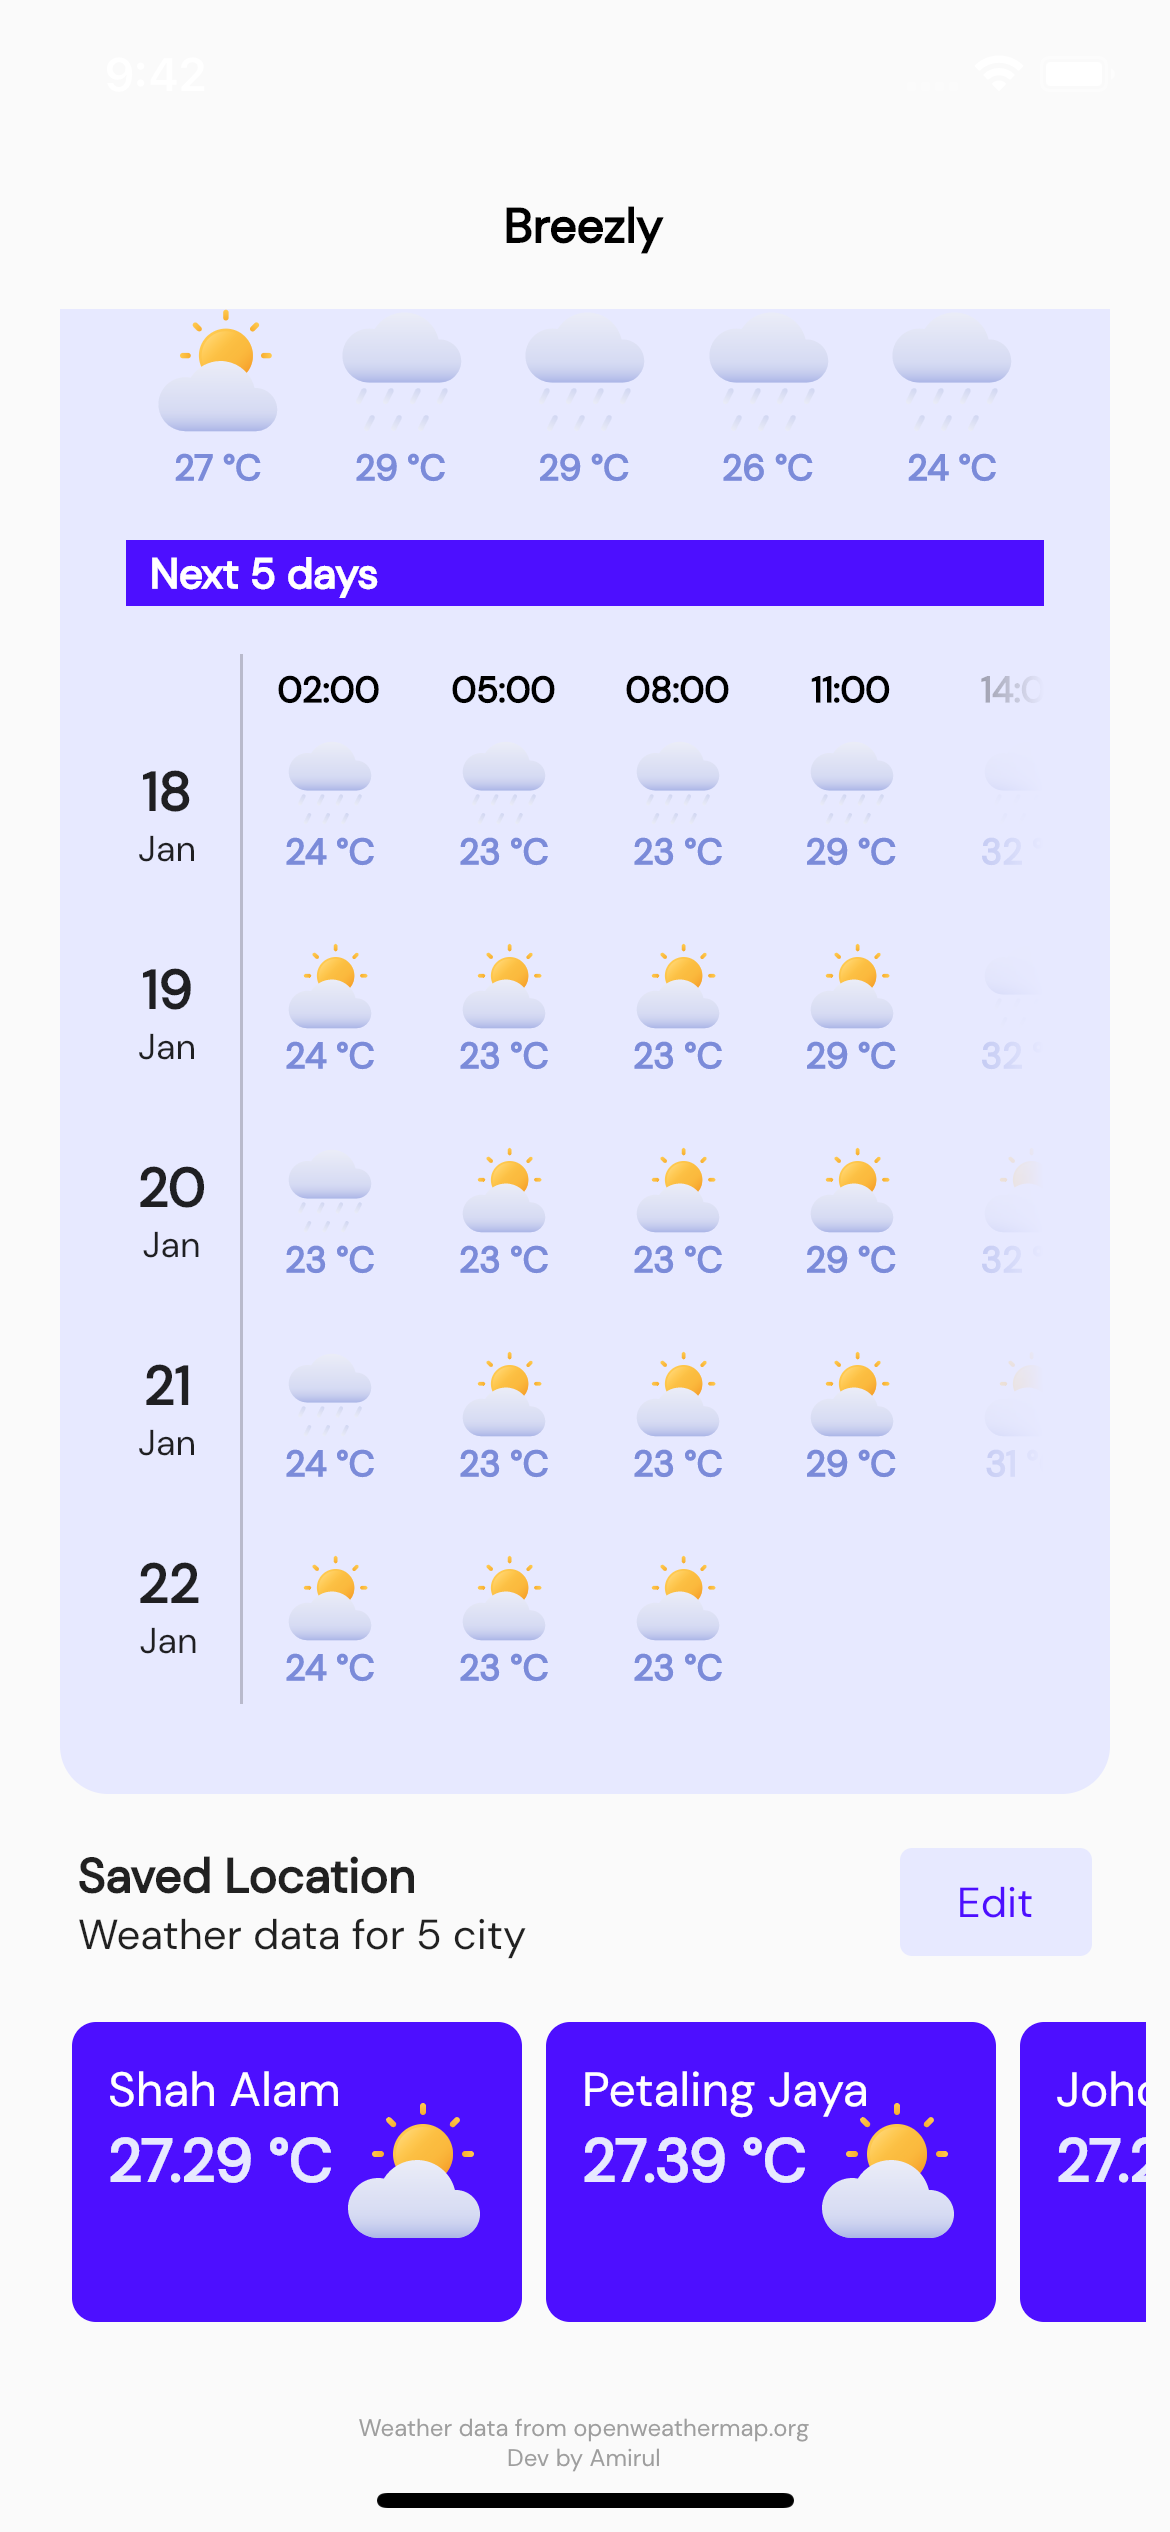 9:42
Breezly
27 °C 29 °C 29 °C 26 °C 24 °C
Next 5 days
02:00 05:00 08:00 11:00 14:0
18
Jan
24 °C 23 °C 23 °C 29 °C 32 °
19
Jan
24 °C 23 °C 23 °C 29 °C 32 °
20
Jan
23 °C 23 °C 23 °C 29 °C 32 °
21
Jan
24 °C 23 °C 23 °C 29 °C 31 °
22
Jan
24 °C 23 °C 23 °C
Saved Location
Weather data for 5 city
Edit
Shah Alam
27.29 °C
Petaling Jaya
27.39 °C
Joho
27.2
Weather data from openweathermap.org
Dev by Amirul